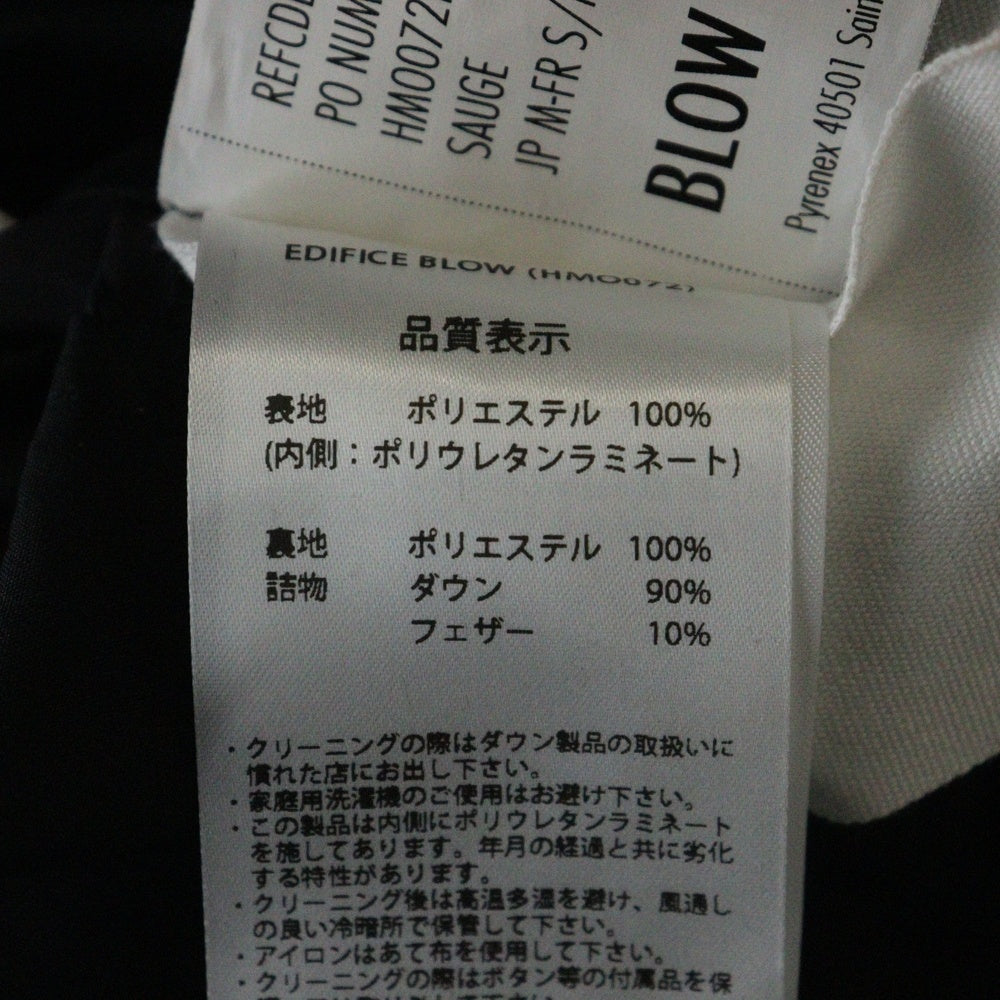 REFCDE
PO NUM
HM0072
SAUGE
JP M-FR S/
BLOW
Pyrenex 40501 Sain
EDIFICE BLOW (HMO072)
品質表示
表地 ポリエステル 100%
(内側：ポリウレタンラミネート)
裏地 ポリエステル 100%
詰物 ダウン 90%
フェザー 10%
・クリーニングの際はダウン製品の取扱いに
慣れた店にお出し下さい。
・家庭用洗濯機のご使用はお避け下さい。
・この製品は内側にポリウレタンラミネート
を施してあります。年月の経過と共に劣化
する特性があります。
・クリーニング後は高温多湿を避け、風通し
の良い冷暗所で保管して下さい。
・アイロンはあて布を使用して下さい。
・クリーニングの際はボタン等の付属品を保